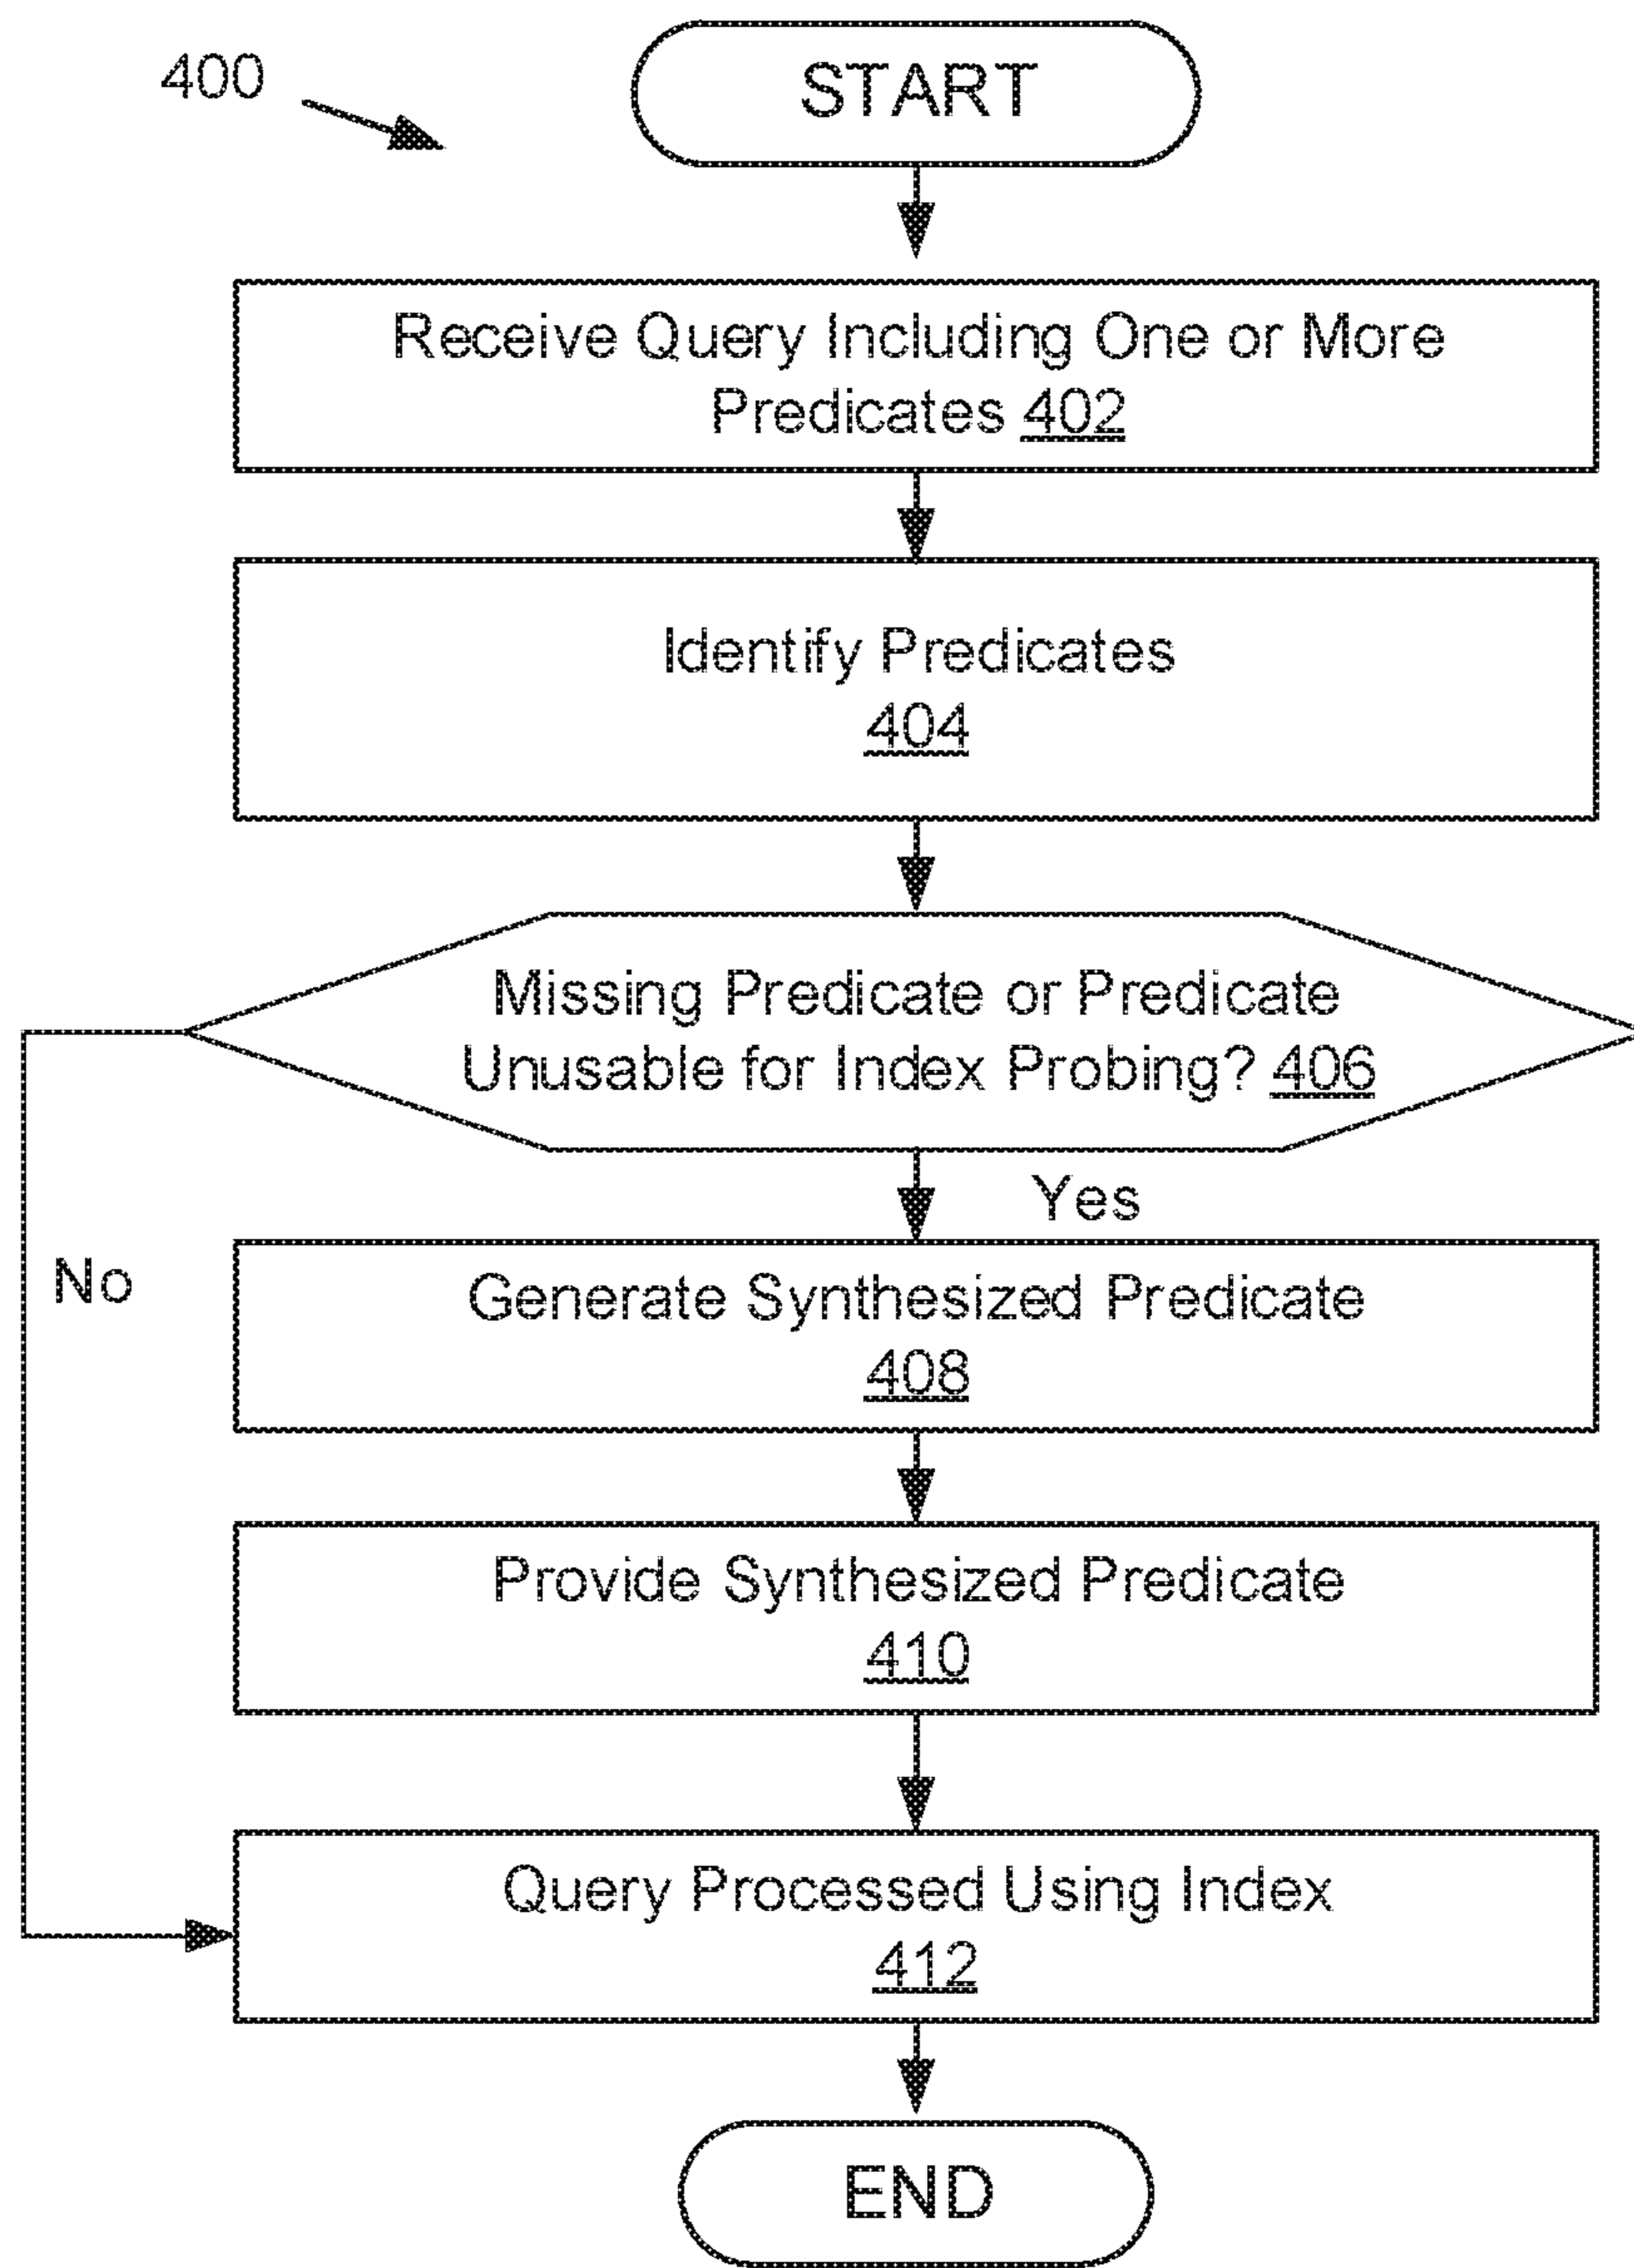 400
START
Receive Query Including One or More
Predicates 402
Identify Predicates
404
Missing Predicate or Predicate
Unusable for Index Probing? 406
Yes
No
Generate Synthesized Predicate
408
Provide Synthesized Predicate
410
Query Processed Using Index
412
END